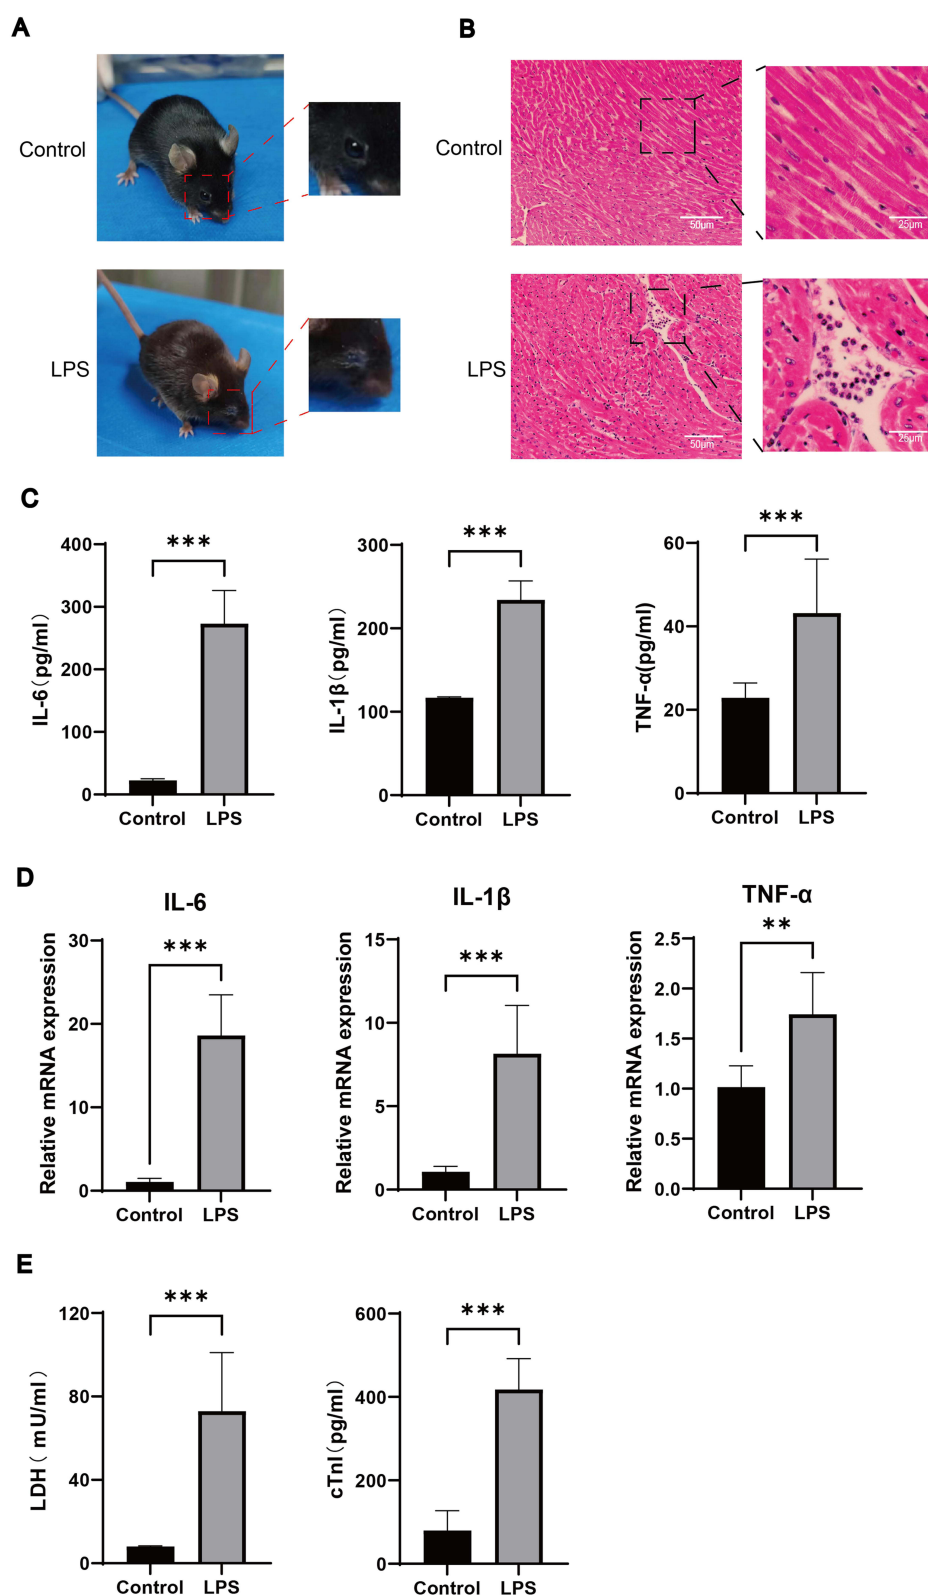 A
B
Control
Control
50μm
25μm
LPS
LPS
50μm
25μm
C
***
***
***
400
300
200
100
0
IL-6(pg/ml)
Control LPS
300
200
100
0
IL-1β(pg/ml)
Control LPS
60
40
20
0
TNF-α(pg/ml)
Control LPS
D
IL-6
***
30
20
10
0
Relative mRNA expression
Control LPS
IL-1β
***
15
10
5
0
Relative mRNA expression
Control LPS
TNF-α
**
2.5
2.0
1.5
1.0
0.5
0.0
Relative mRNA expression
Control LPS
E
***
120
80
40
0
LDH( mU/ml)
Control LPS
***
600
400
200
0
cTnI(pg/ml)
Control LPS